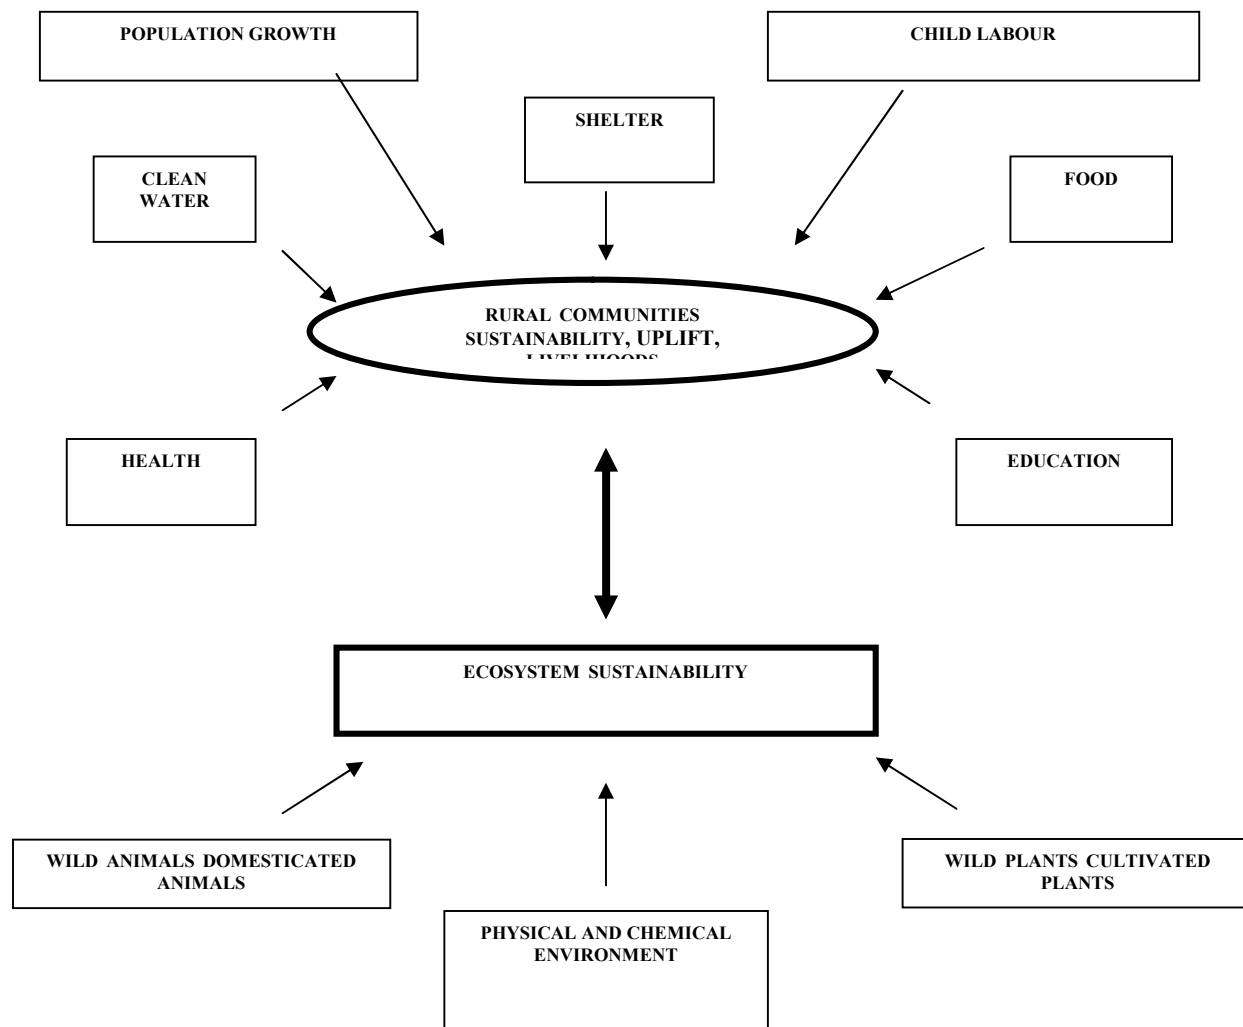 POPULATION GROWTH
CHILD LABOUR
SHELTER
CLEAN
WATER
FOOD
RURAL COMMUNITIES
SUSTAINABILITY, UPLIFT,
LIVELIHOODS
HEALTH
EDUCATION
ECOSYSTEM SUSTAINABILITY
WILD ANIMALS DOMESTICATED
ANIMALS
WILD PLANTS CULTIVATED
PLANTS
PHYSICAL AND CHEMICAL
ENVIRONMENT